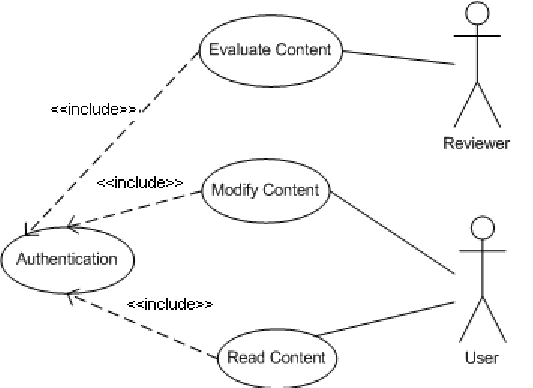 Evaluate Content
<<include>>
Reviewer
<<include>>
Modify Content
Authentication
<<include>>
Read Content
User